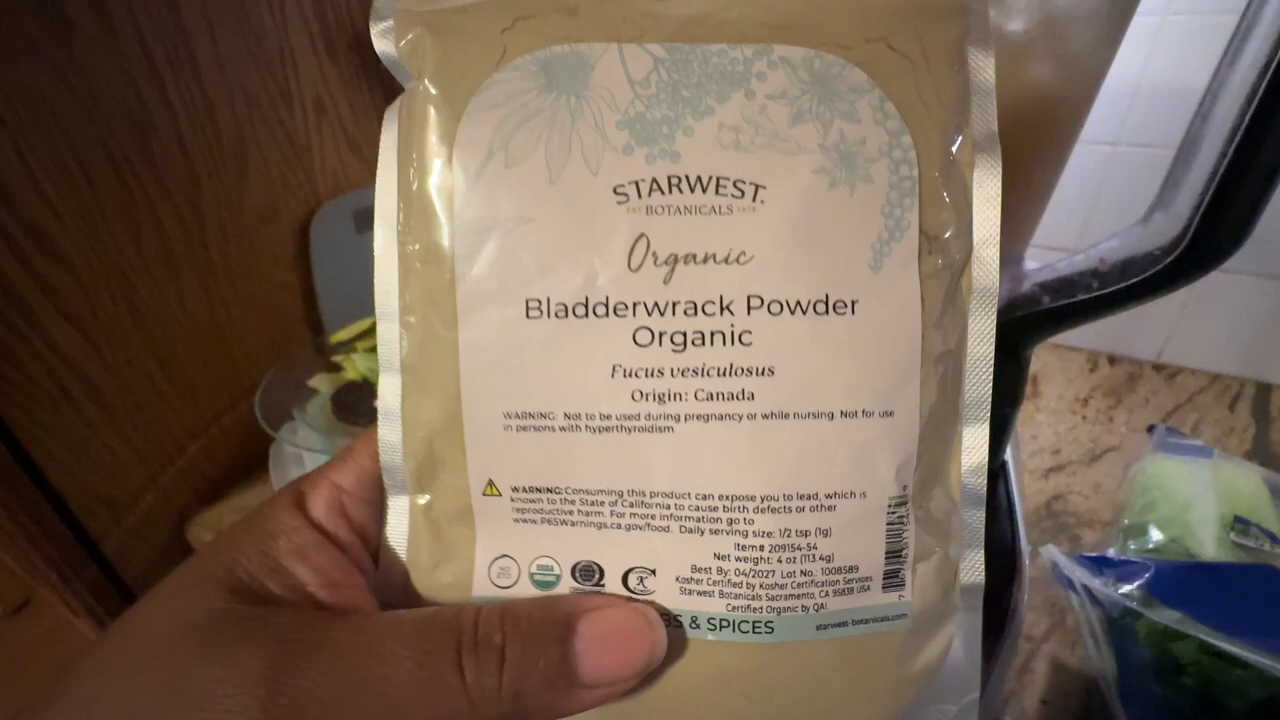 STARWEST
BOTANICALS
Organic
Bladderwrack Powder
Organic
Fucus vesiculosus
Origin: Canada
WARNING: Not to be used during pregnancy or while nursing. Not for use
in persons with hyperthyroidism
WARNING: Consuming this product can expose you to lead, which is
known to the State of California to cause birth defects or other
reproductive harm. For more information go to
www.P65Warnings.ca.gov/food. Daily serving size: 1/2 tsp (1g)
Item# 209154-54
Net weight: 4 oz (113.4g)
Best By: 04/2027 Lot No.: 1008589
Kosher Certified by Kosher Certification Services
Starwest Botanicals Sacramento, CA 95838 USA
Certified Organic by QAI.
NO
ETO
USDA
ORGANIC
K
& SPICES
starwest-botanicals.com